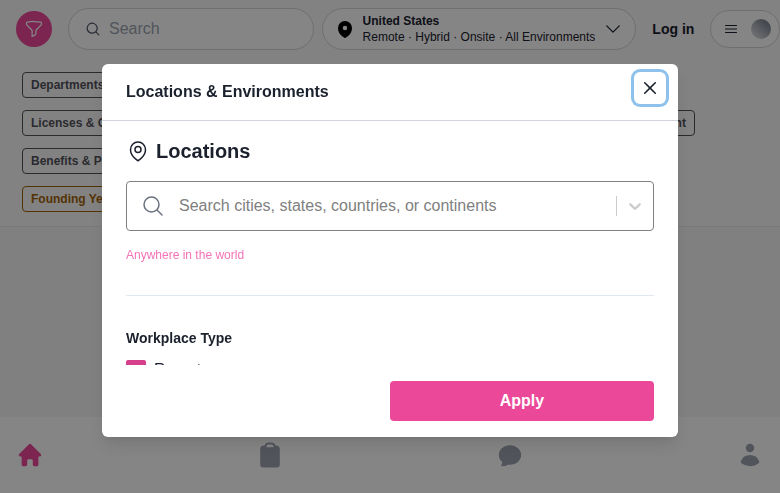 Search
United States
Remote · Hybrid · Onsite · All Environments
Log in
Departments
Licenses & C
nt
Benefits & P
Founding Ye
Locations & Environments
Locations
Search cities, states, countries, or continents
Anywhere in the world
Workplace Type
Apply